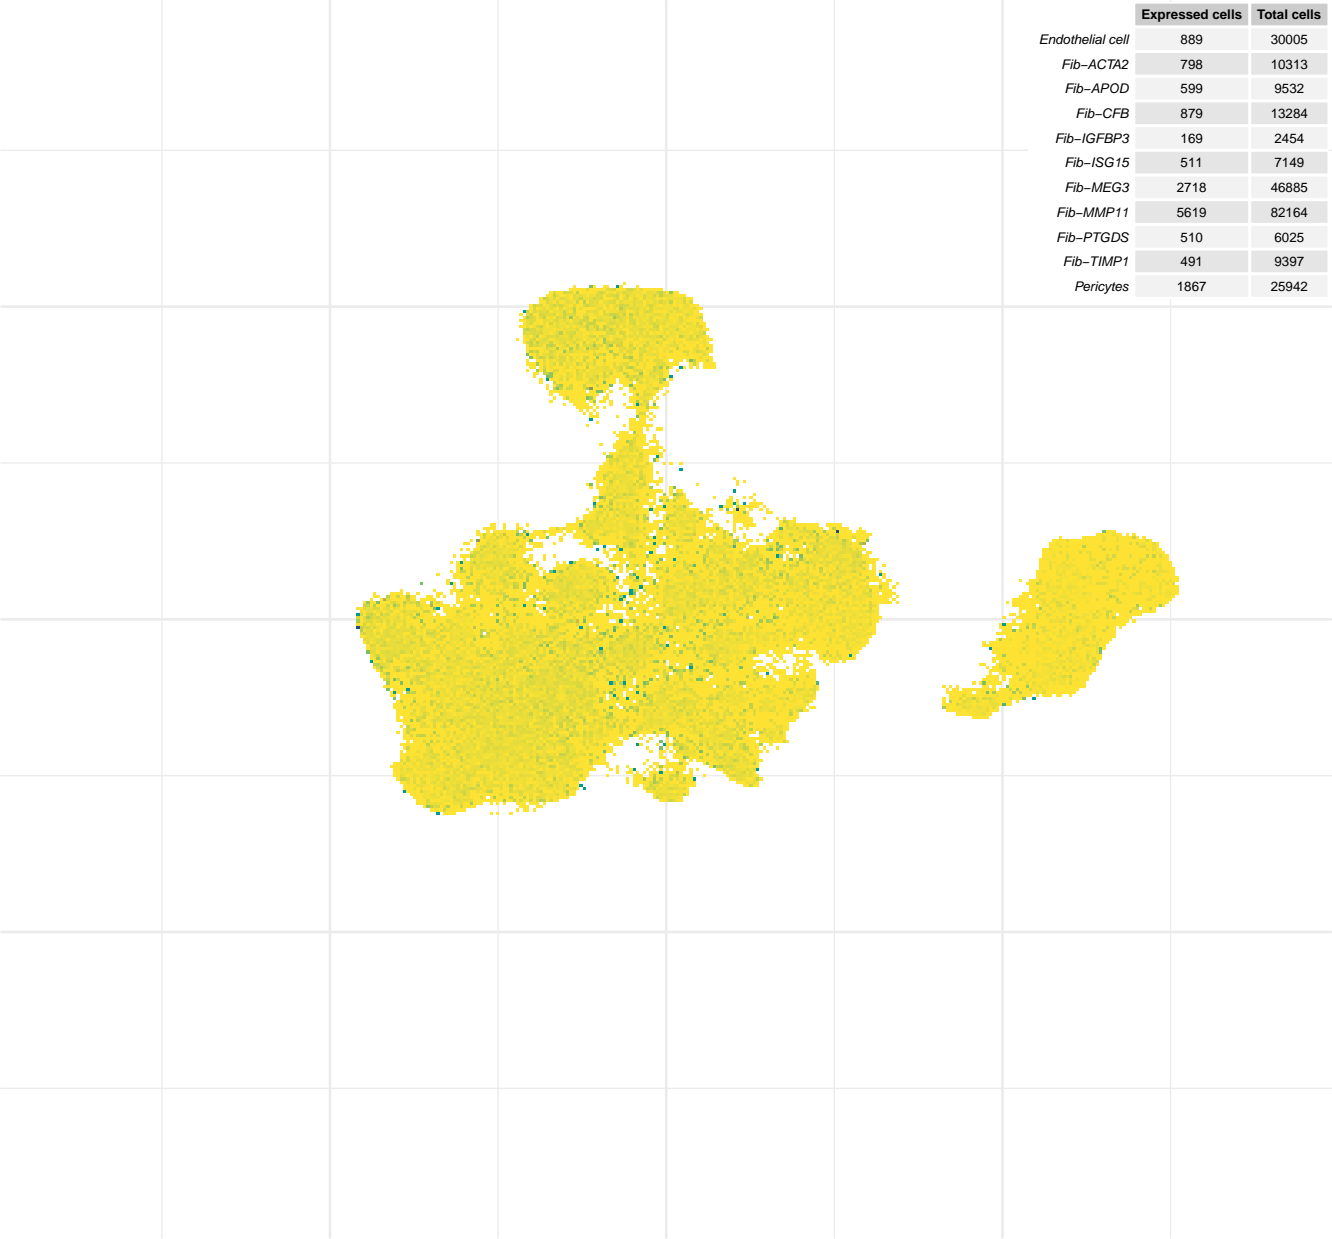 Expressed cells Total cells
Endothelial cell 889 30005
Fib−ACTA2 798 10313
Fib−APOD 599 9532
Fib−CFB 879 13284
Fib−IGFBP3 169 2454
Fib−ISG15 511 7149
Fib−MEG3 2718 46885
Fib−MMP11 5619 82164
Fib−PTGDS 510 6025
Fib−TIMP1 491 9397
Pericytes 1867 25942